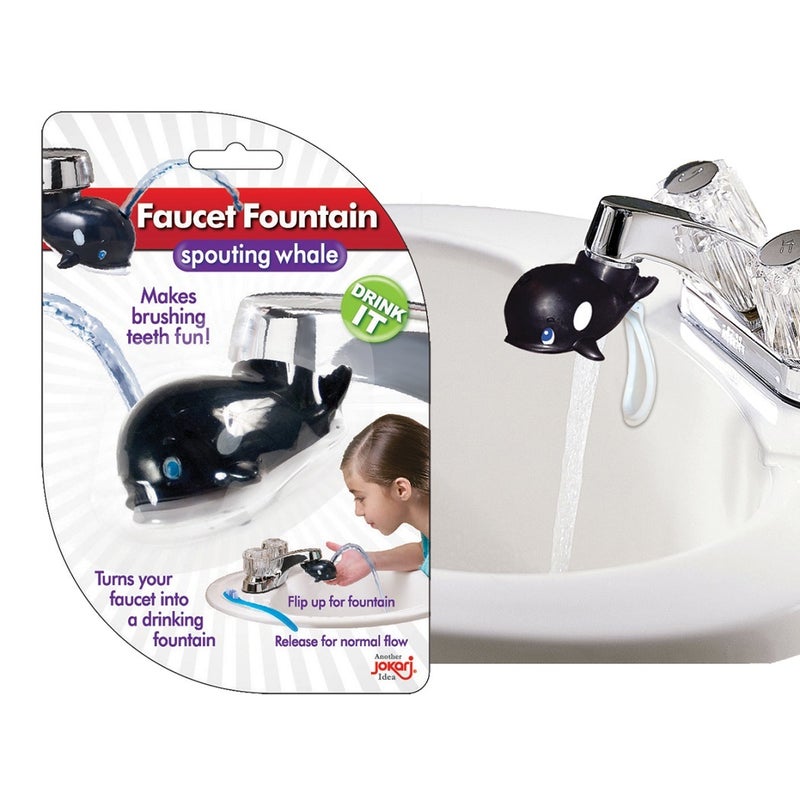 Faucet Fountain
spouting whale
Makes
brushing
teeth fun!
DRINK
IT
Turns your
faucet into
a drinking
fountain
Flip up for fountain
Release for normal flow
Another
JOKARI®
Idea
H